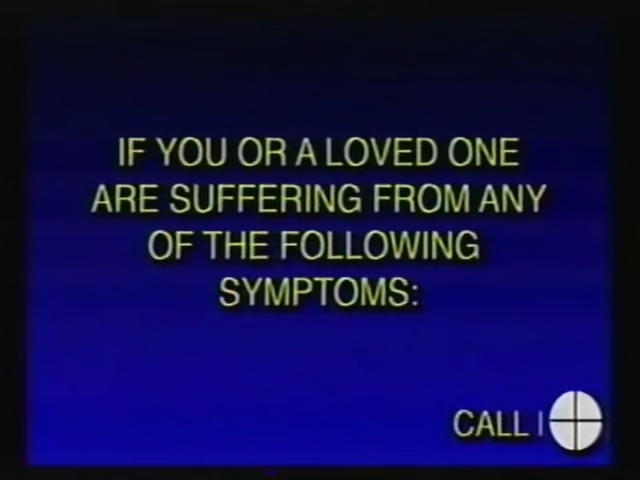 IF YOU OR A LOVED ONE
ARE SUFFERING FROM ANY
OF THE FOLLOWING
SYMPTOMS:
CALL